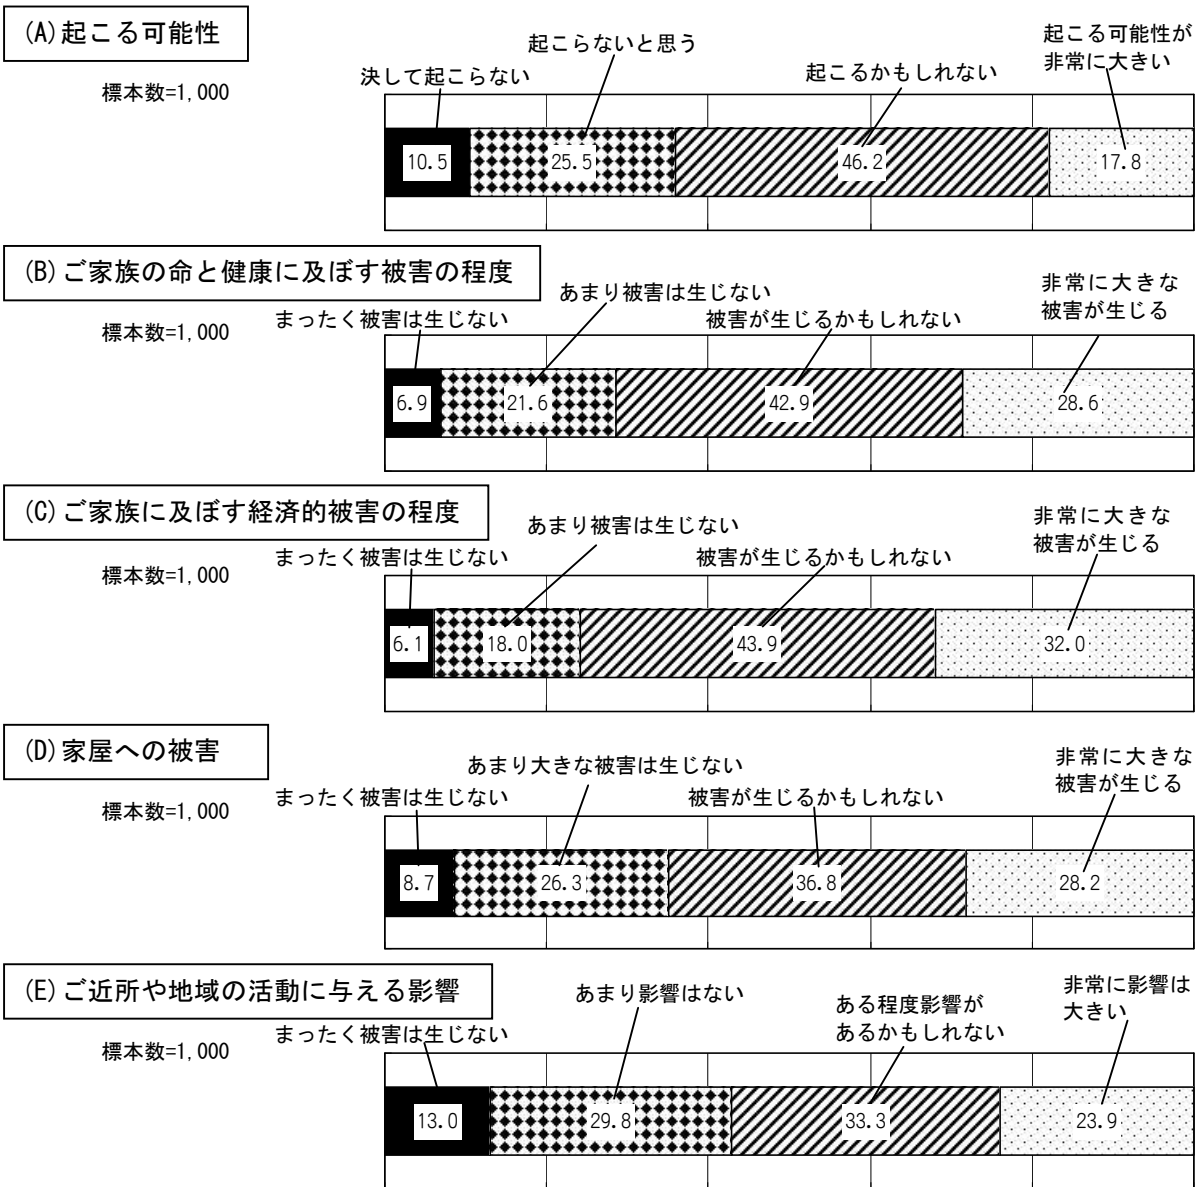 (A)起こる可能性
標本数=1,000
決して起こらない
起こらないと思う
起こるかもしれない
起こる可能性が
非常に大きい
10.5
25.5
46.2
17.8
(B)ご家族の命と健康に及ぼす被害の程度
標本数=1,000
まったく被害は生じない
あまり被害は生じない
被害が生じるかもしれない
非常に大きな
被害が生じる
6.9
21.6
42.9
28.6
(C)ご家族に及ぼす経済的被害の程度
標本数=1,000
まったく被害は生じない
あまり被害は生じない
被害が生じるかもしれない
非常に大きな
被害が生じる
6.1
18.0
43.9
32.0
(D)家屋への被害
標本数=1,000
まったく被害は生じない
あまり大きな被害は生じない
被害が生じるかもしれない
非常に大きな
被害が生じる
8.7
26.3
36.8
28.2
(E)ご近所や地域の活動に与える影響
標本数=1,000
まったく被害は生じない
あまり影響はない
ある程度影響が
あるかもしれない
非常に影響は
大きい
13.0
29.8
33.3
23.9